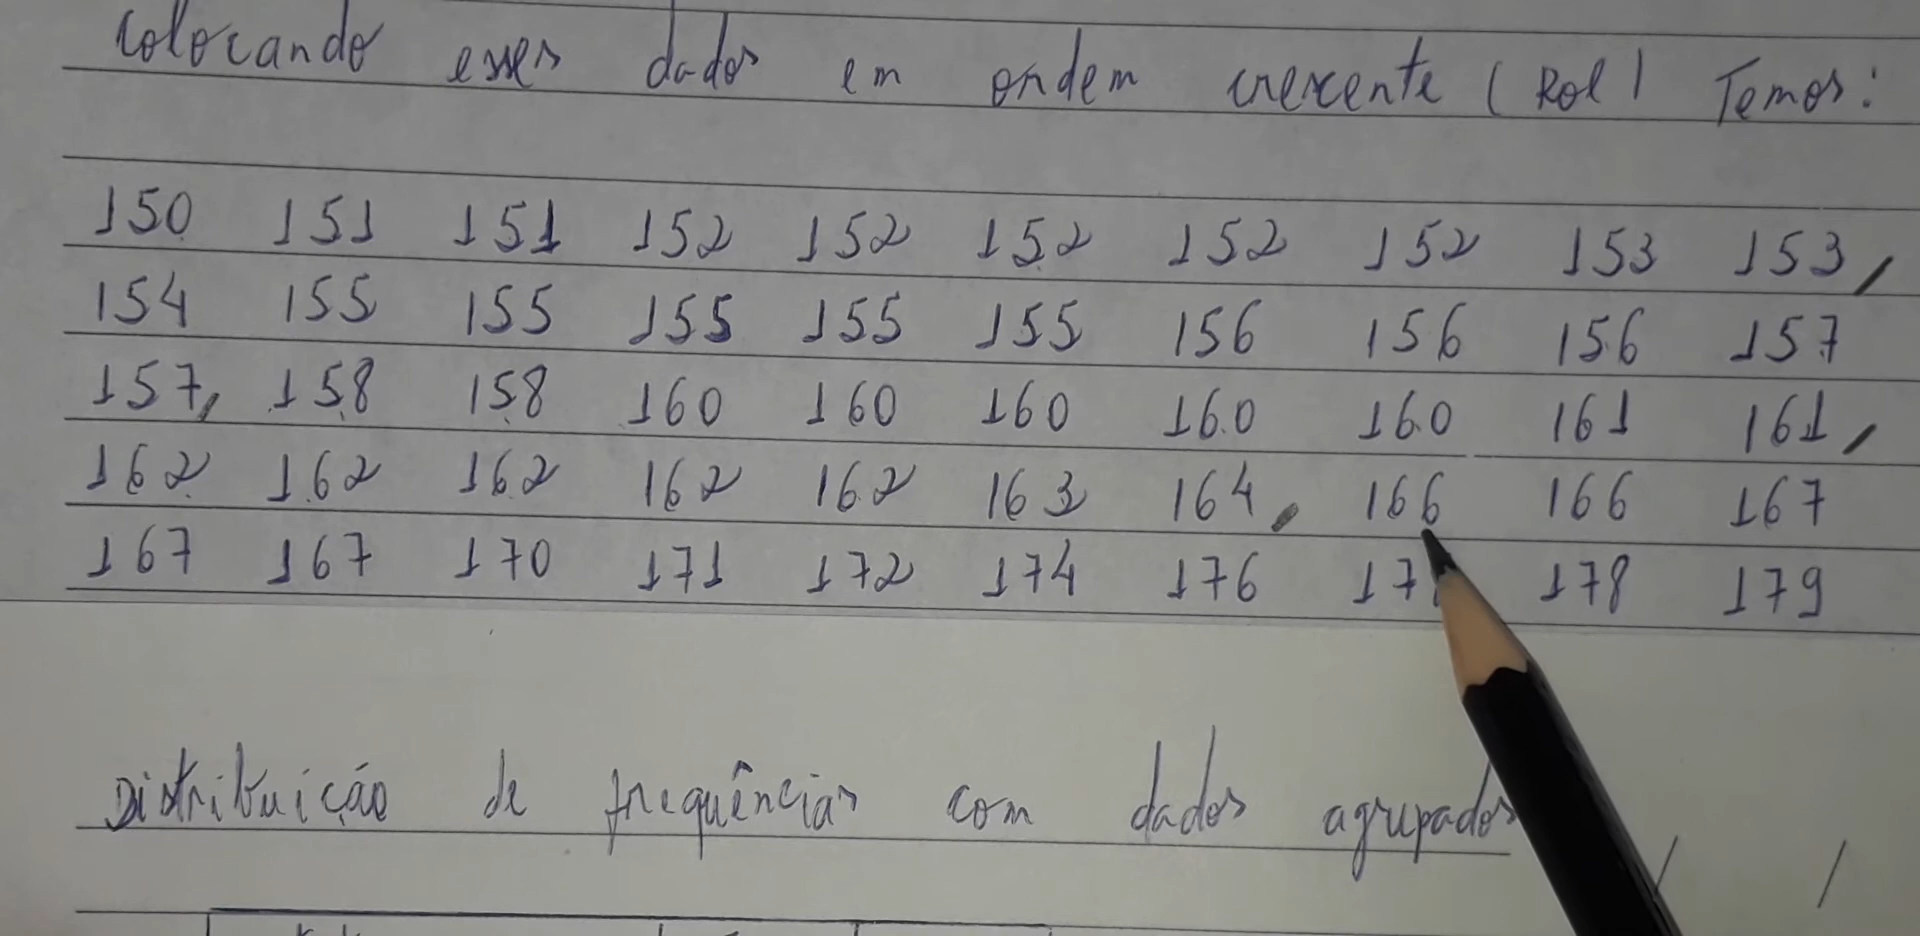 Colocando esses dados em ordem crescente (Rol) Temos:
150 151 151 152 152 152 152 152 153 153
154 155 155 155 155 155 156 156 156 157
157 158 158 160 160 160 160 160 161 161
162 162 162 162 162 163 164 166 166 167
167 167 170 171 172 174 176 178 179
Distribuição de frequências com dados agrupados